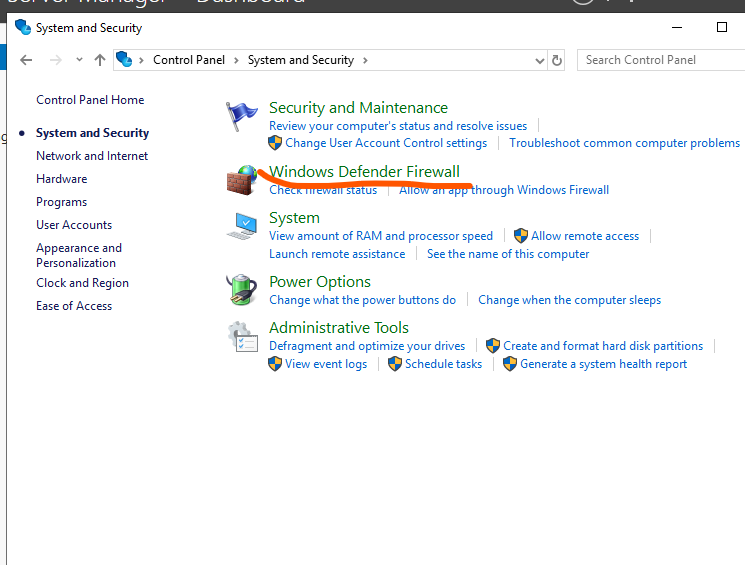 System and Security
Control Panel
System and Security
Search Control Panel
Control Panel Home
System and Security
Network and Internet
Hardware
Programs
User Accounts
Appearance and
Personalization
Clock and Region
Ease of Access
Security and Maintenance
Review your computer's status and resolve issues
Change User Account Control settings
Troubleshoot common computer problems
Windows Defender Firewall
Check firewall status
Allow an app through Windows Firewall
System
View amount of RAM and processor speed
Allow remote access
Launch remote assistance
See the name of this computer
Power Options
Change what the power buttons do
Change when the computer sleeps
Administrative Tools
Defragment and optimize your drives
Create and format hard disk partitions
View event logs
Schedule tasks
Generate a system health report